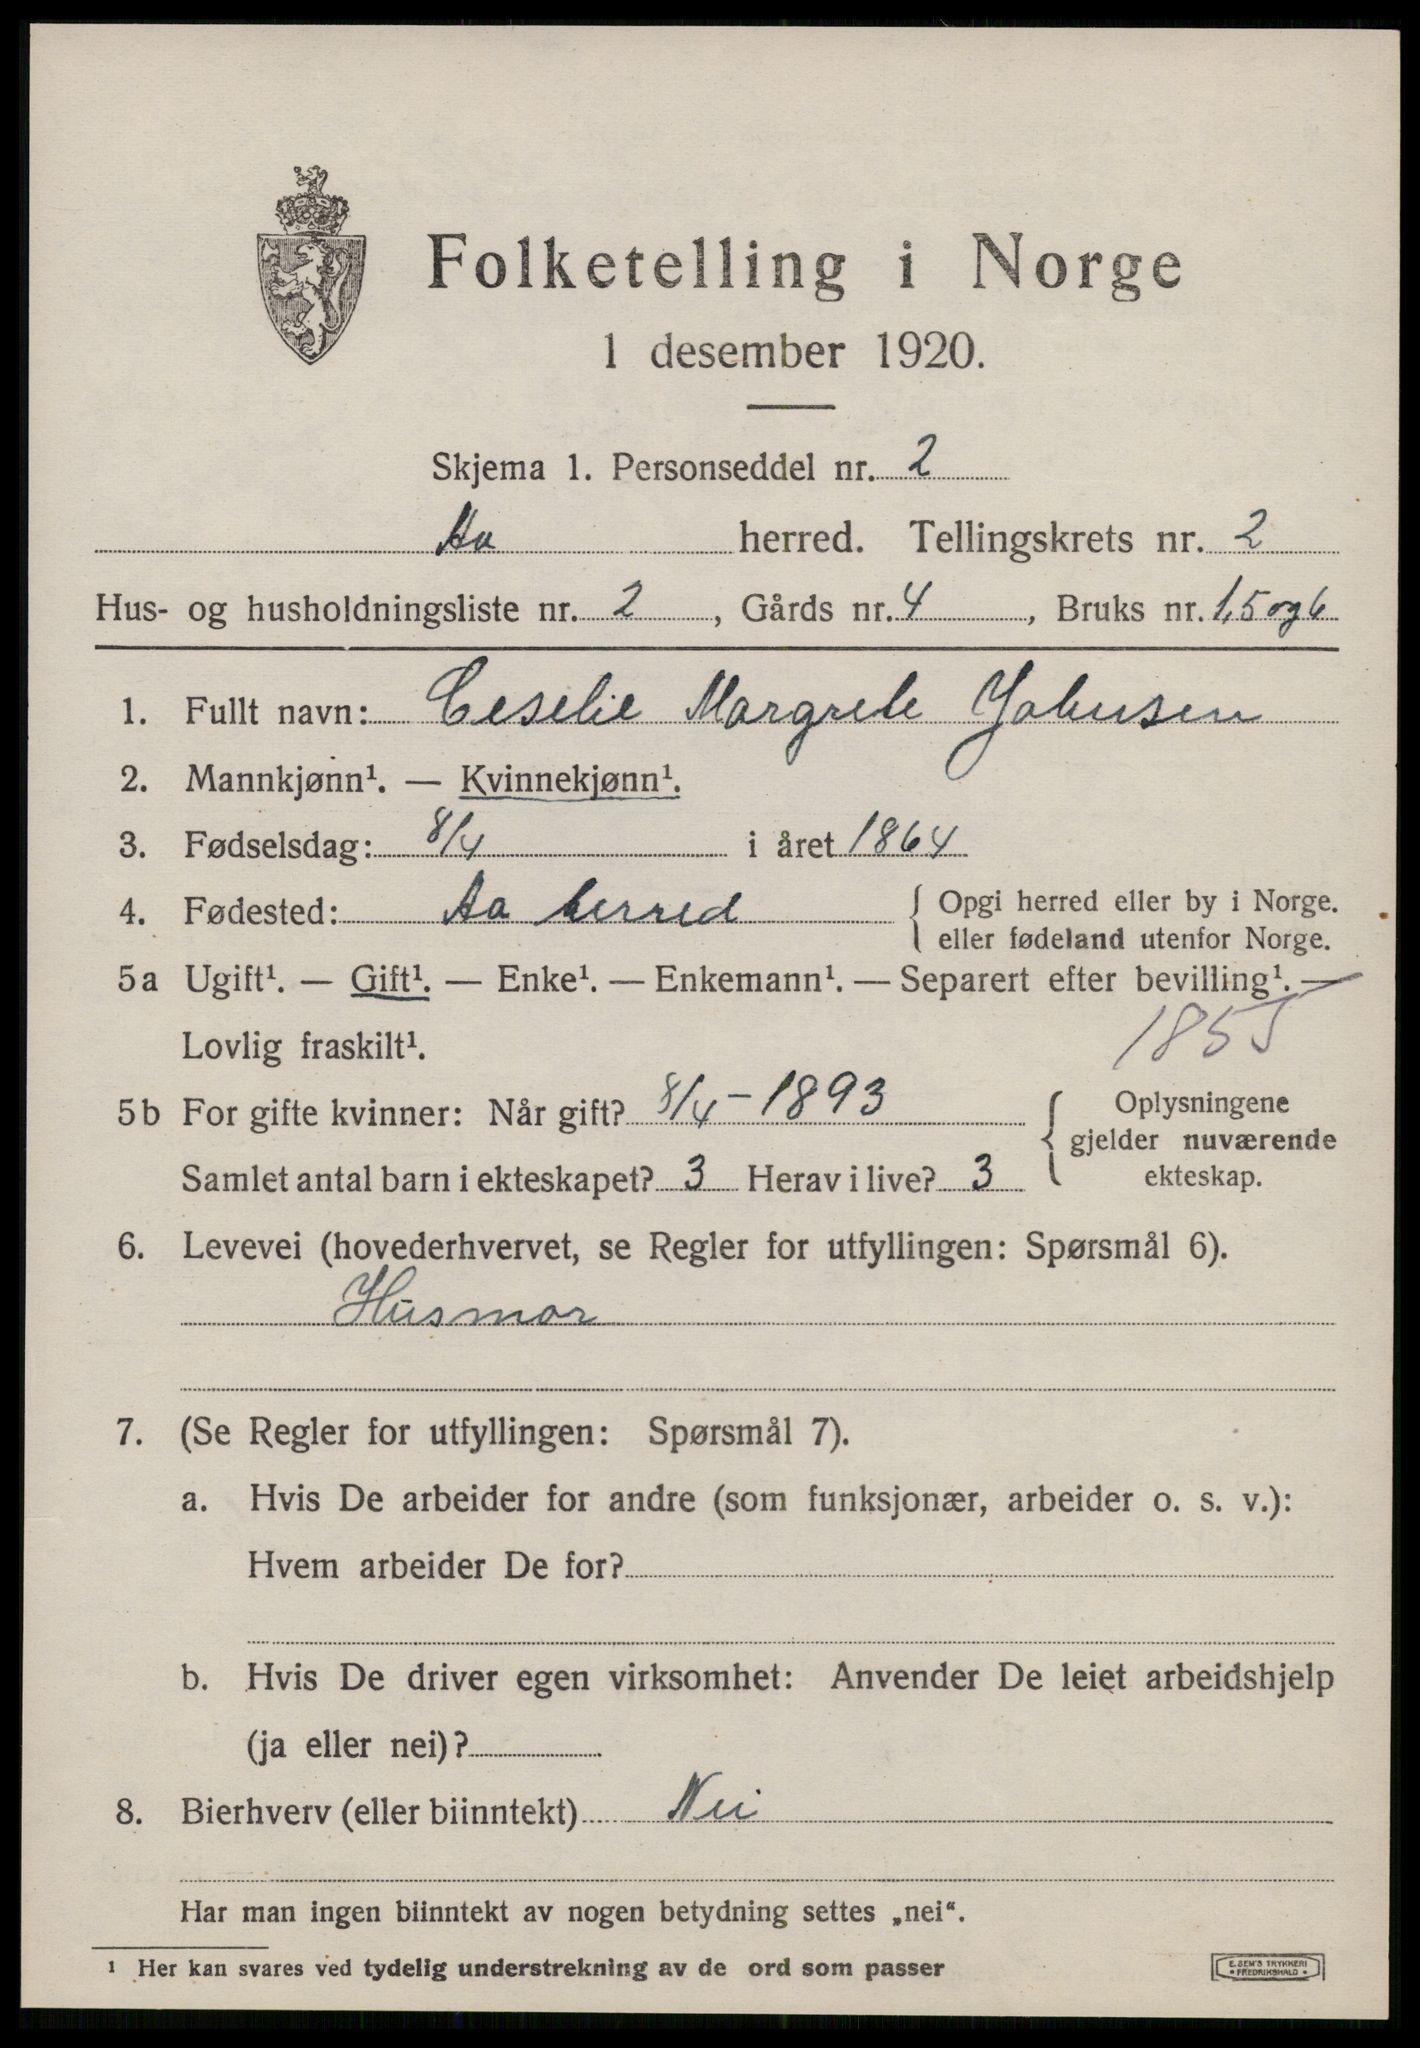 Folketelling i Norge
1 desember 1920.
Skjema 1. Personseddel nr. 2
Aa herred. Tellingskrets nr. 2
Hus- og husholdningsliste nr. 2, Gårds nr. 4, Bruks nr. 1,5 og 6
1. Fullt navn: Ceselie Margrete Johnsen
2. Mannkjønn¹. — Kvinnekjønn¹.
3. Fødselsdag: 8/4 i året 1864
4. Fødested: Aa herred { Opgi herred eller by i Norge.
eller fødeland utenfor Norge.
5a Ugift¹. — Gift¹. — Enke¹. — Enkemann¹. — Separert efter bevilling¹. —
Lovlig fraskilt¹. 1855
5b For gifte kvinner: Når gift? 8/4-1893 { Oplysningene
gjelder nuværende
Samlet antal barn i ekteskapet? 3 Herav i live? 3 ekteskap.
6. Levevei (hovederhvervet, se Regler for utfyllingen: Spørsmål 6).
Husmor
7. (Se Regler for utfyllingen: Spørsmål 7).
a. Hvis De arbeider for andre (som funksjonær, arbeider o. s. v.):
Hvem arbeider De for?
b. Hvis De driver egen virksomhet: Anvender De leiet arbeidshjelp
(ja eller nei)?
8. Bierhverv (eller biinntekt) Nei
Har man ingen biinntekt av nogen betydning settes „nei“.
¹ Her kan svares ved tydelig understrekning av de ord som passer
E. SEM'S TRYKKERI
• FREDRIKSHALD •